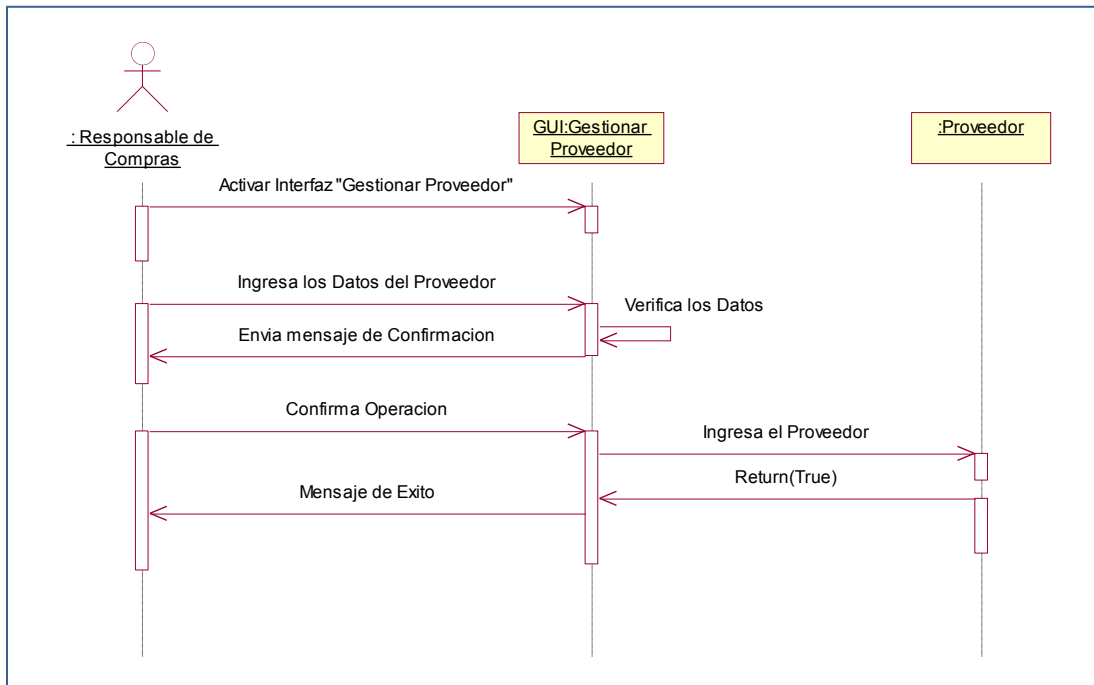 : Responsable de
Compras
GUI:Gestionar
Proveedor
:Proveedor
Activar Interfaz "Gestionar Proveedor"
Ingresa los Datos del Proveedor
Verifica los Datos
Envia mensaje de Confirmacion
Confirma Operacion
Ingresa el Proveedor
Return(True)
Mensaje de Exito